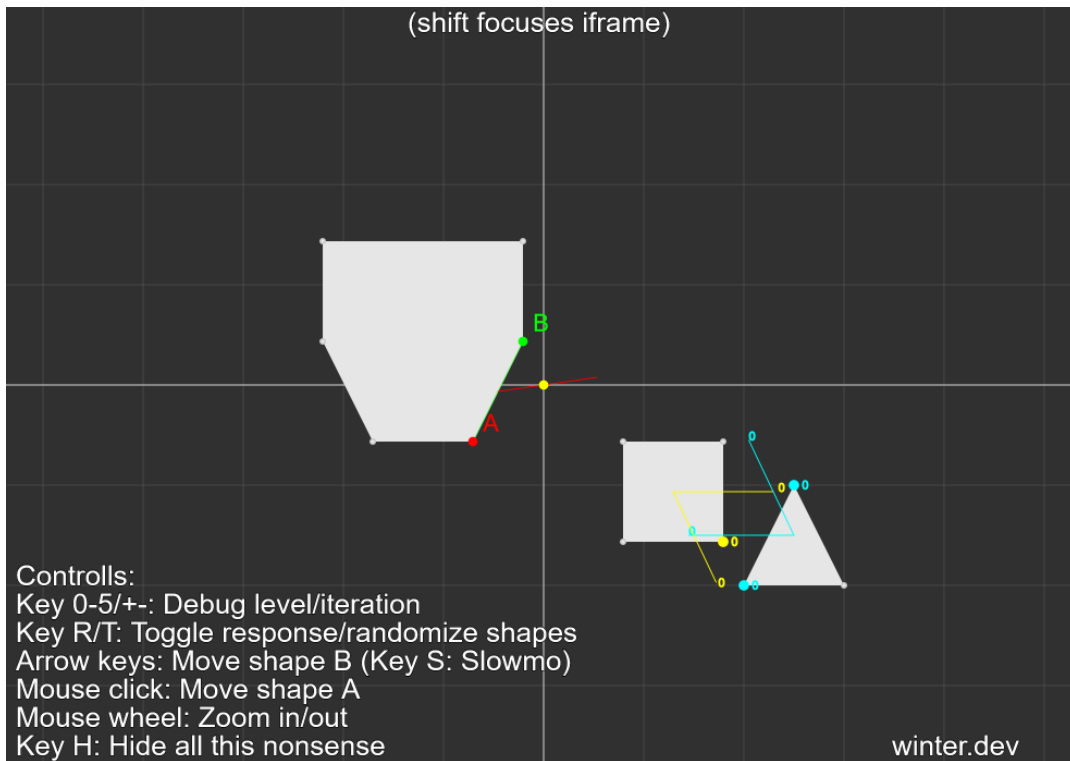 (shift focuses iframe)
B
A
0
0
0
0
0
0
0
Controlls:
Key 0-5/+-: Debug level/iteration
Key R/T: Toggle response/randomize shapes
Arrow keys: Move shape B (Key S: Slowmo)
Mouse click: Move shape A
Mouse wheel: Zoom in/out
Key H: Hide all this nonsense
winter.dev